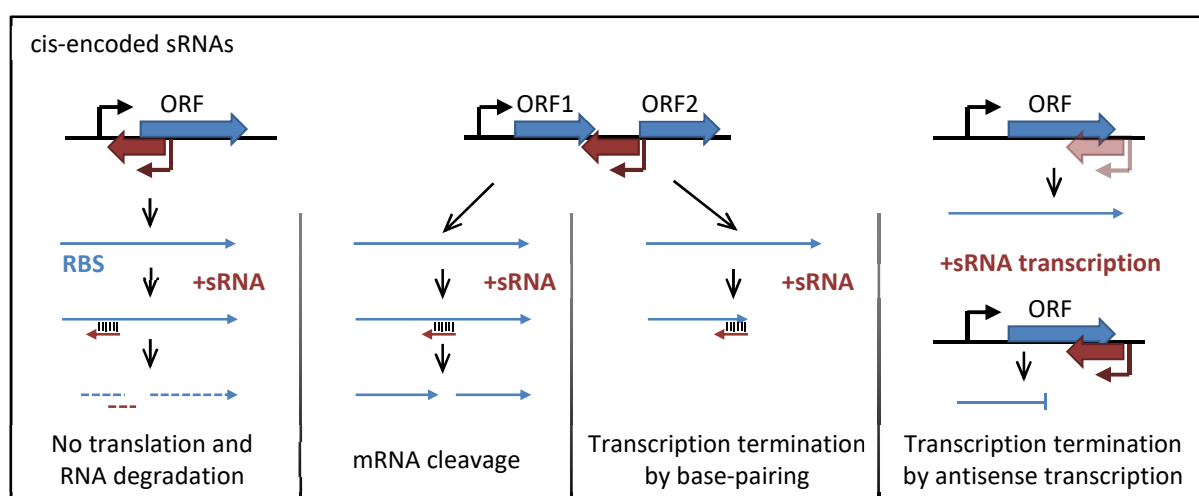 cis-encoded sRNAs
ORF
ORF1
ORF2
ORF
RBS
+sRNA
+sRNA
+sRNA
+sRNA transcription
ORF
No translation and
RNA degradation
mRNA cleavage
Transcription termination
by base-pairing
Transcription termination
by antisense transcription